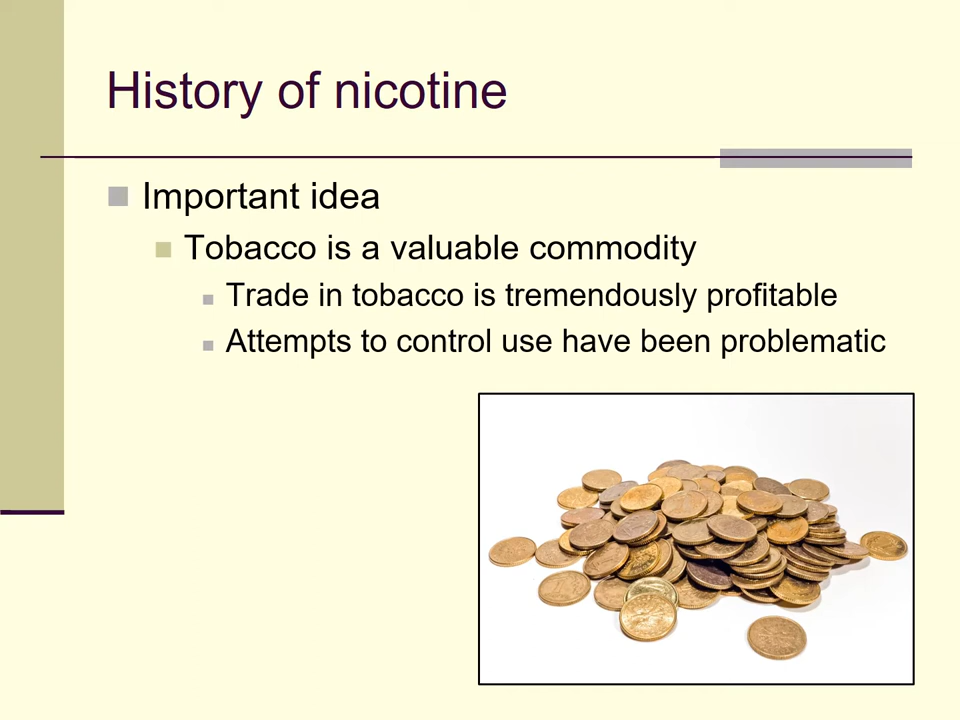 History of nicotine
Important idea
Tobacco is a valuable commodity
Trade in tobacco is tremendously profitable
Attempts to control use have been problematic